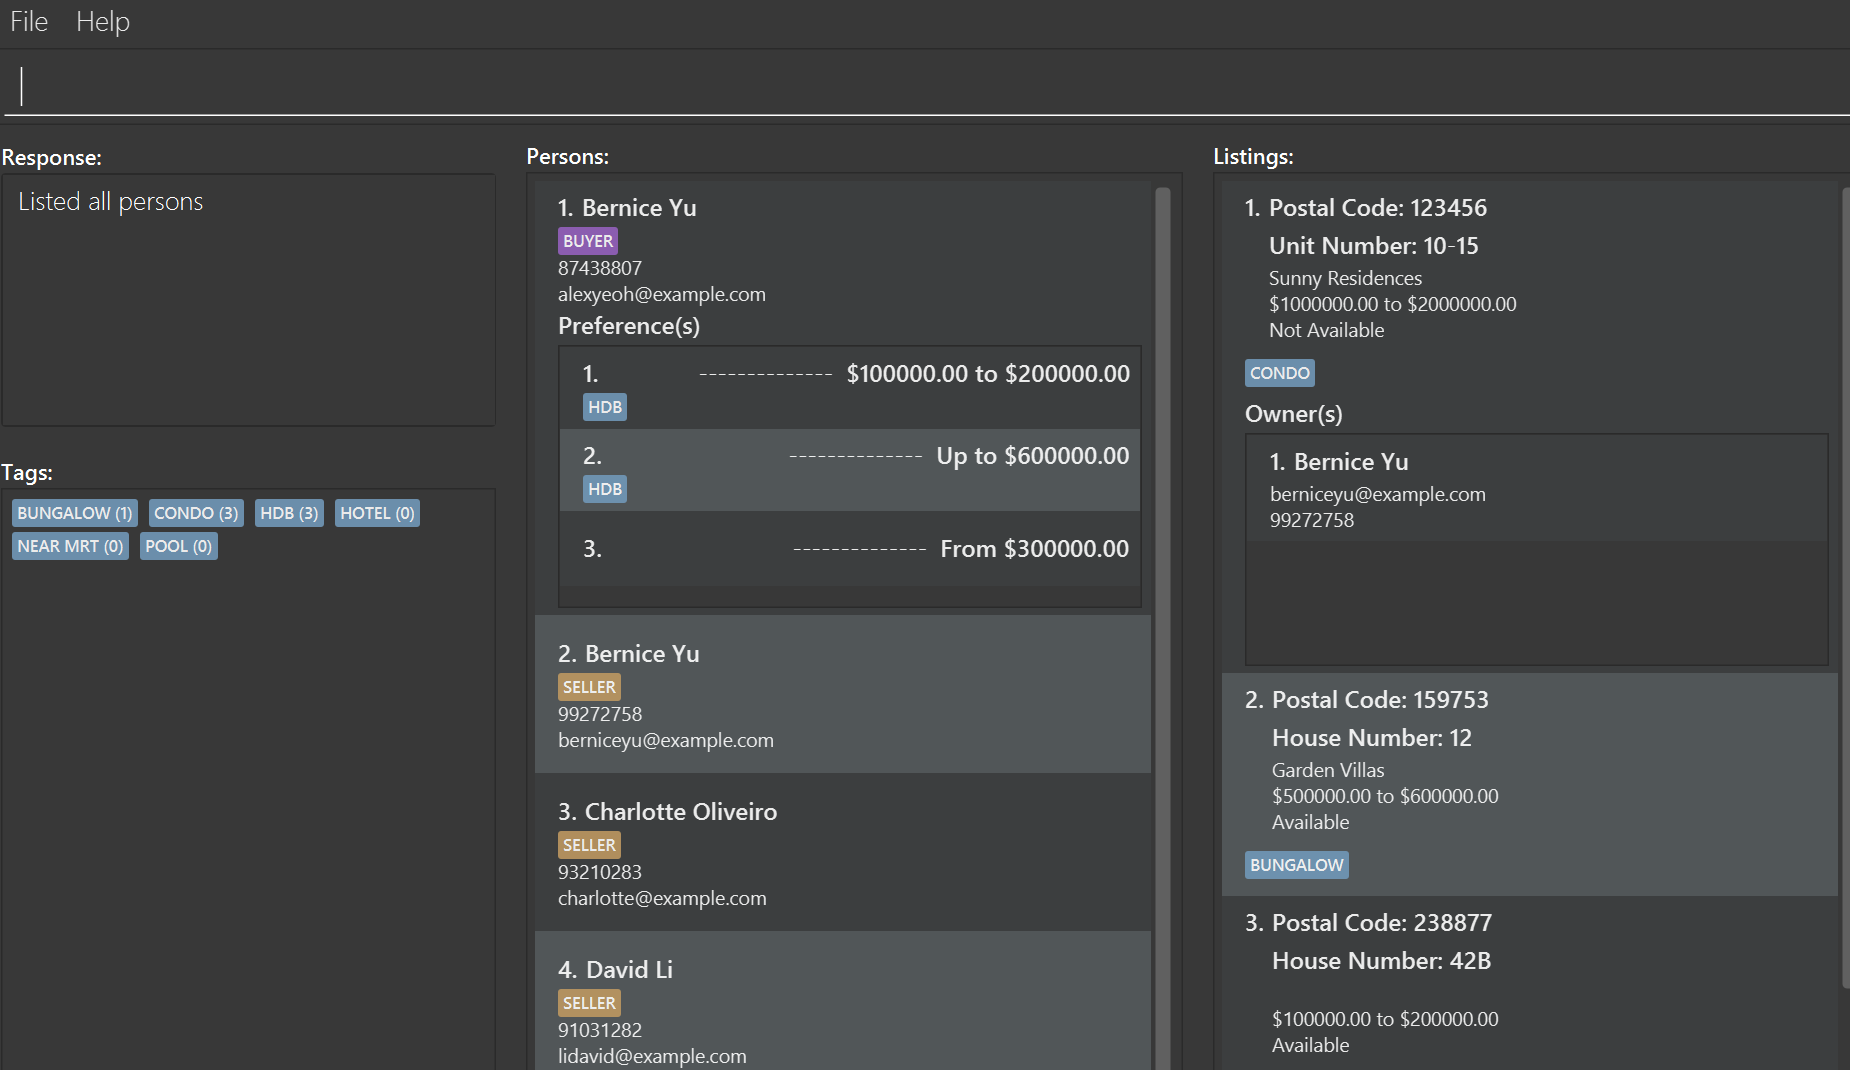 File Help
Response:
Listed all persons
Tags:
BUNGALOW (1) CONDO (3) HDB (3) HOTEL (0)
NEAR MRT (0) POOL (0)
Persons:
1. Bernice Yu
BUYER
87438807
alexyeoh@example.com
Preference(s)
1. -------------- $100000.00 to $200000.00
HDB
2. -------------- Up to $600000.00
HDB
3. -------------- From $300000.00
2. Bernice Yu
SELLER
99272758
berniceyu@example.com
3. Charlotte Oliveiro
SELLER
93210283
charlotte@example.com
4. David Li
SELLER
91031282
lidavid@example.com
Listings:
1. Postal Code: 123456
Unit Number: 10-15
Sunny Residences
$1000000.00 to $2000000.00
Not Available
CONDO
Owner(s)
1. Bernice Yu
berniceyu@example.com
99272758
2. Postal Code: 159753
House Number: 12
Garden Villas
$500000.00 to $600000.00
Available
BUNGALOW
3. Postal Code: 238877
House Number: 42B
$100000.00 to $200000.00
Available